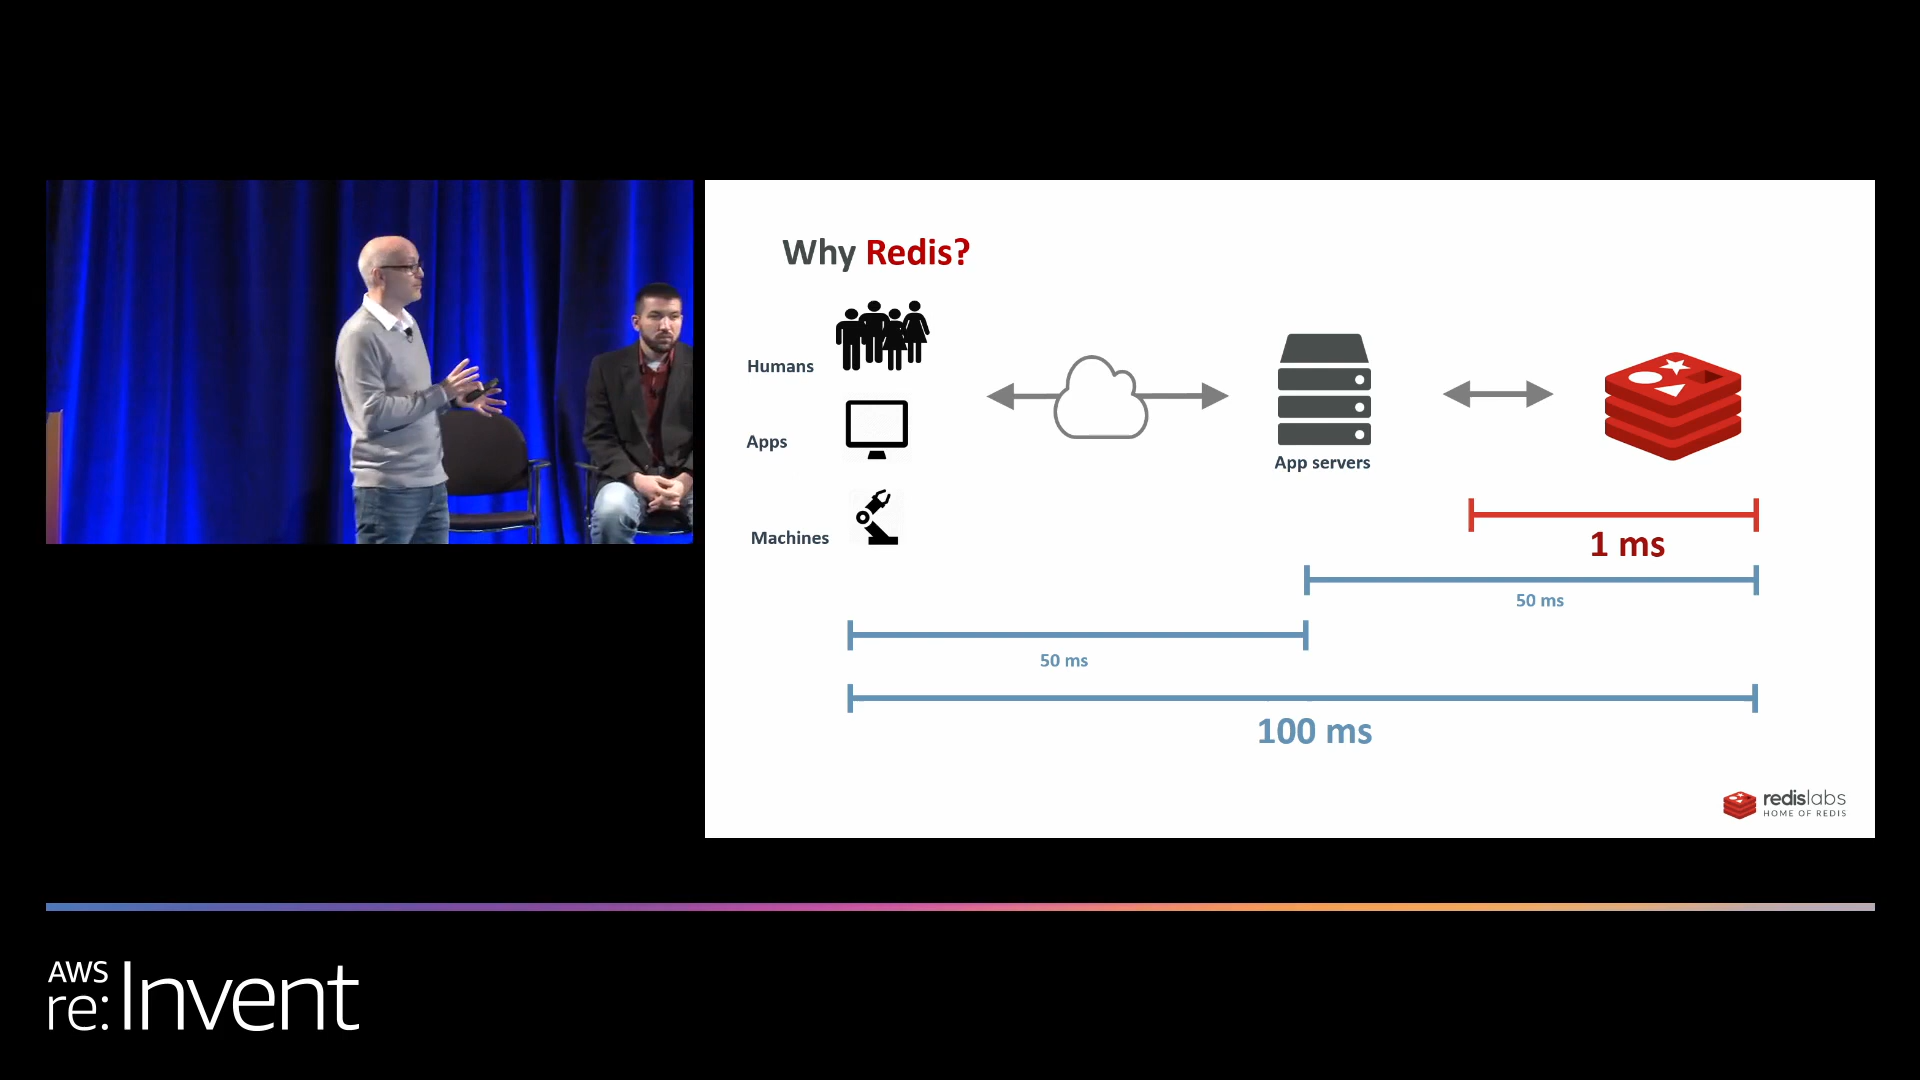 Why Redis?
Humans
Apps
Machines
App servers
1 ms
50 ms
50 ms
100 ms
redislabs
HOME OF REDIS
AWS
re:Invent